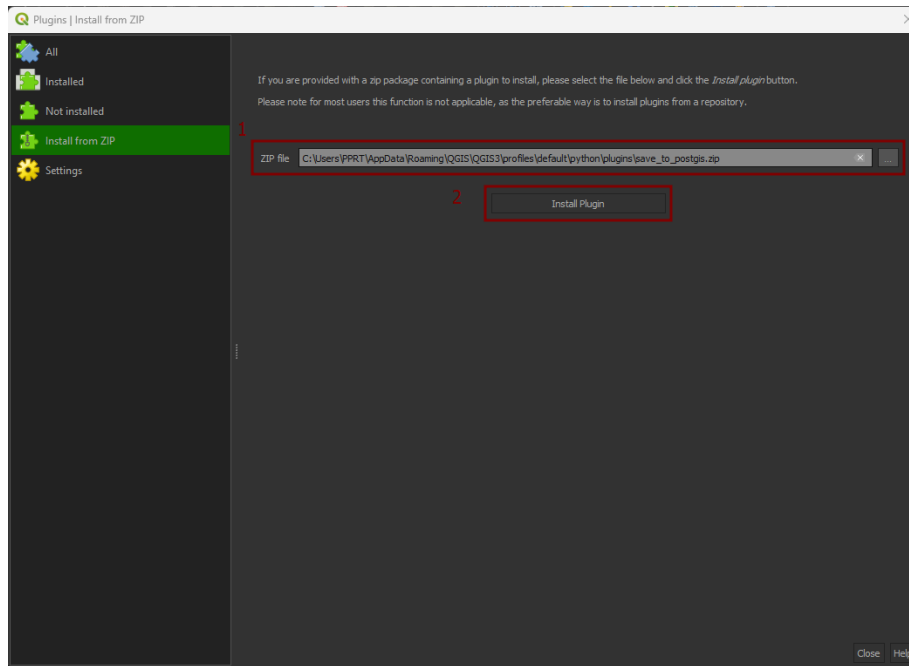 Plugins | Install from ZIP
All
Installed
Not installed
Install from ZIP
Settings
If you are provided with a zip package containing a plugin to install, please select the file below and click the Install plugin button.
Please note for most users this function is not applicable, as the preferable way is to install plugins from a repository.
1
ZIP file C:\Users\PPRT\AppData\Roaming\QGIS\QGIS3\profiles\default\python\plugins\save_to_postgis.zip ...
2 Install Plugin
Close Help